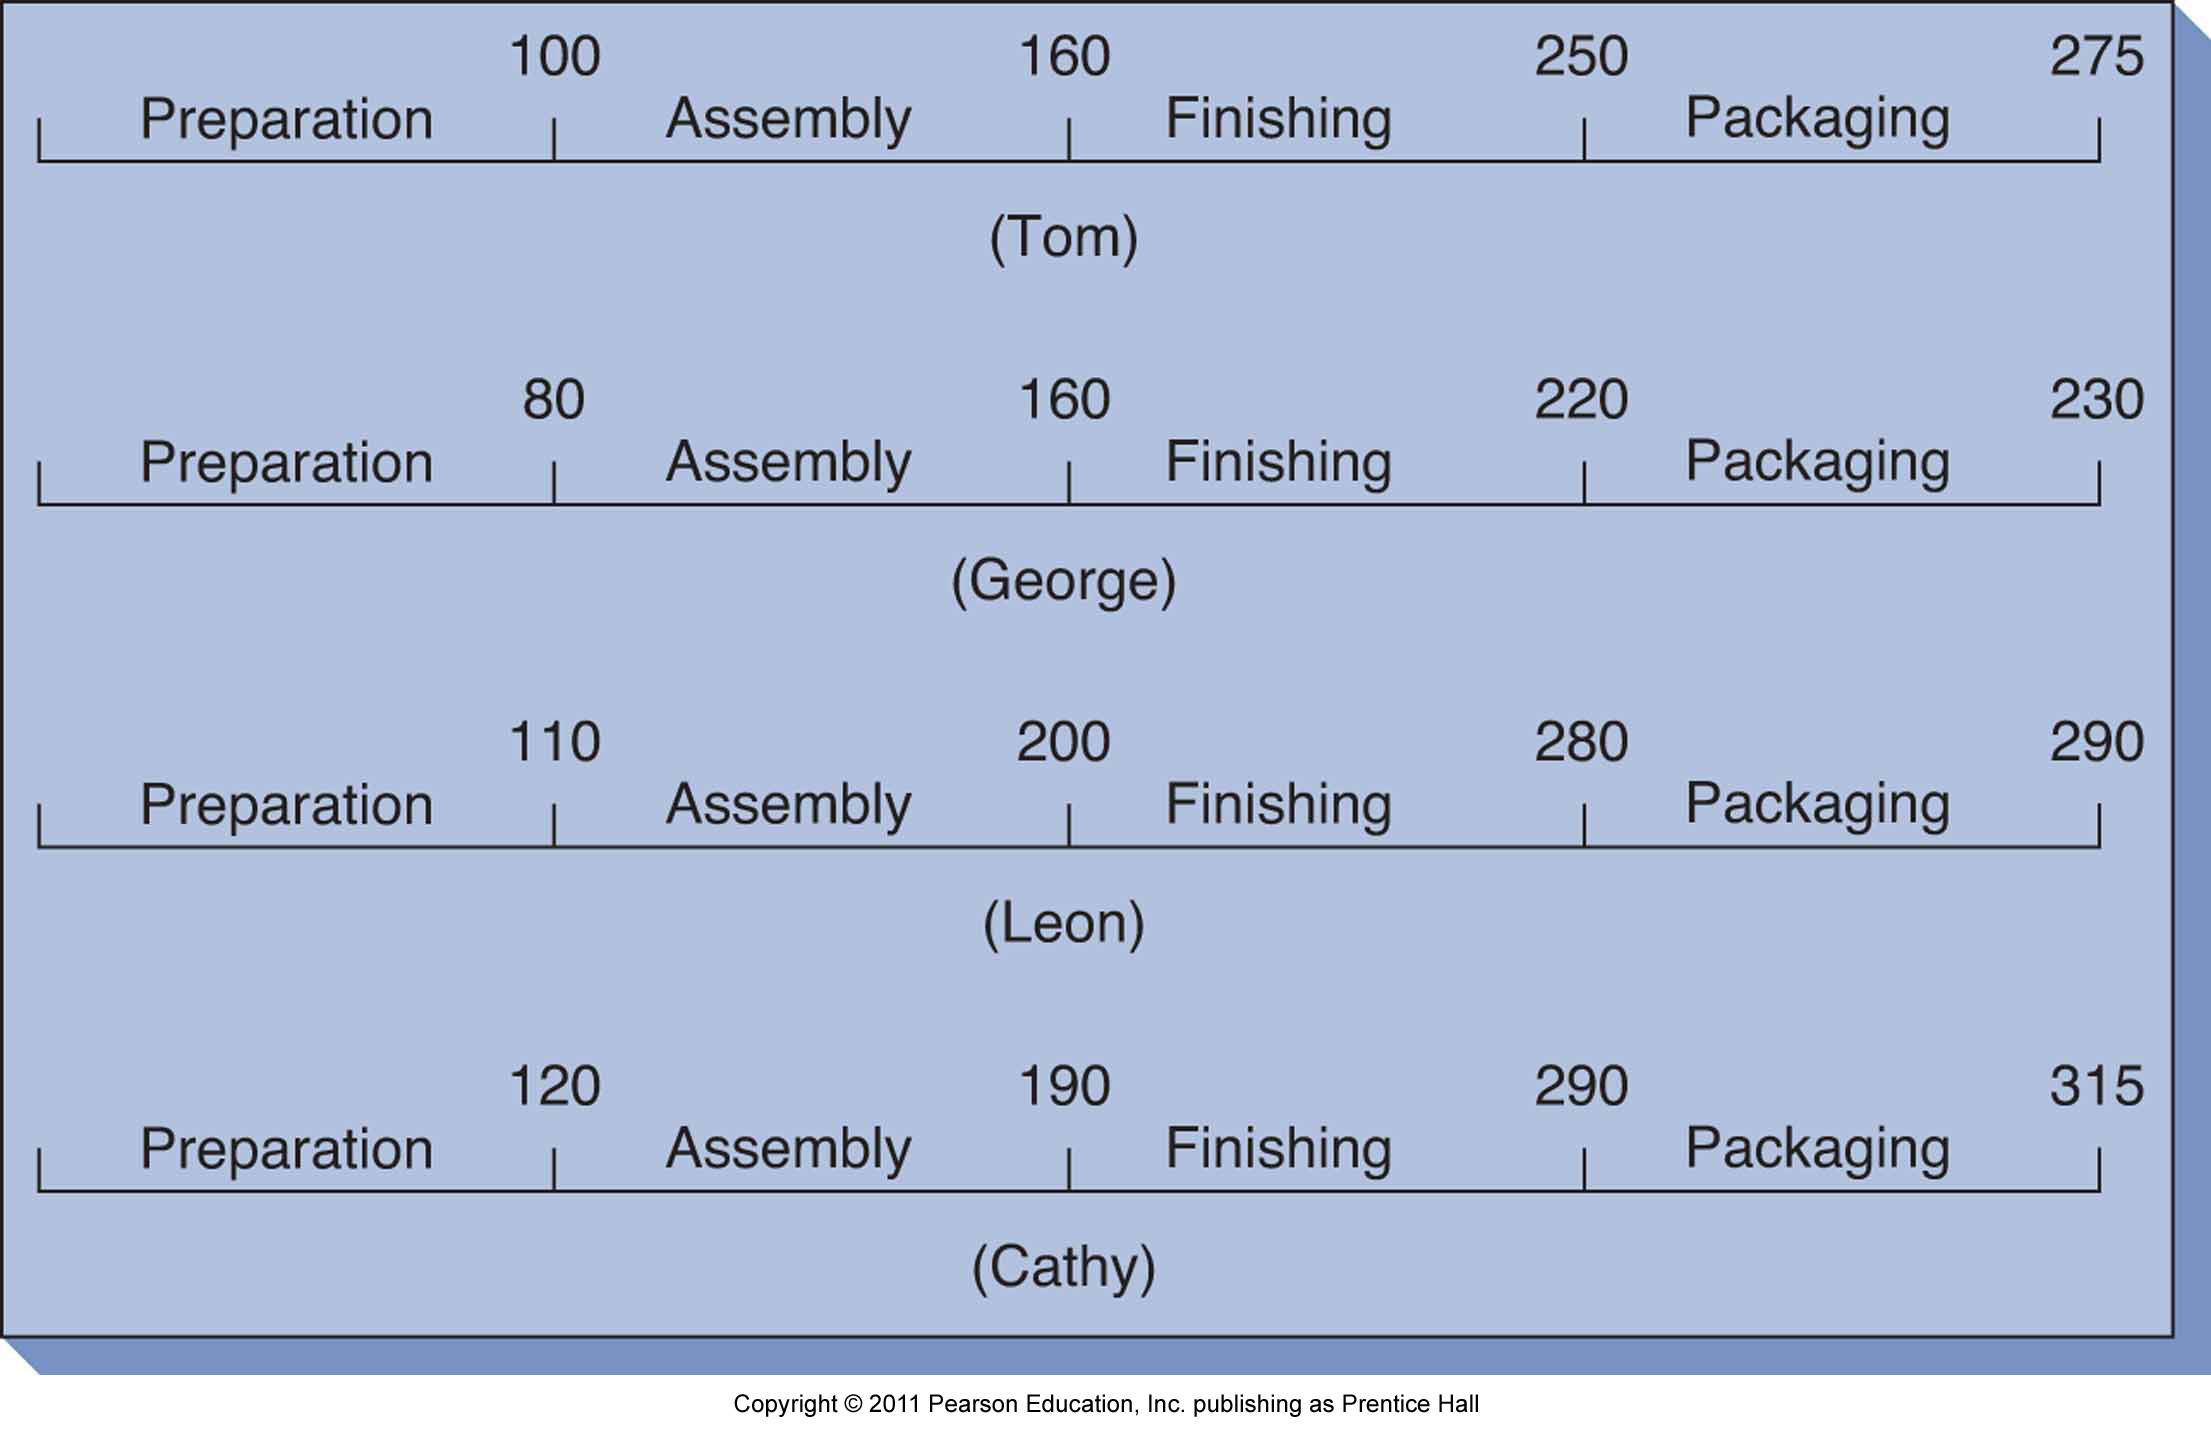 100 160 250 275
Preparation Assembly Finishing Packaging
(Tom)
80 160 220 230
Preparation Assembly Finishing Packaging
(George)
110 200 280 290
Preparation Assembly Finishing Packaging
(Leon)
120 190 290 315
Preparation Assembly Finishing Packaging
(Cathy)
Copyright © 2011 Pearson Education, Inc. publishing as Prentice Hall